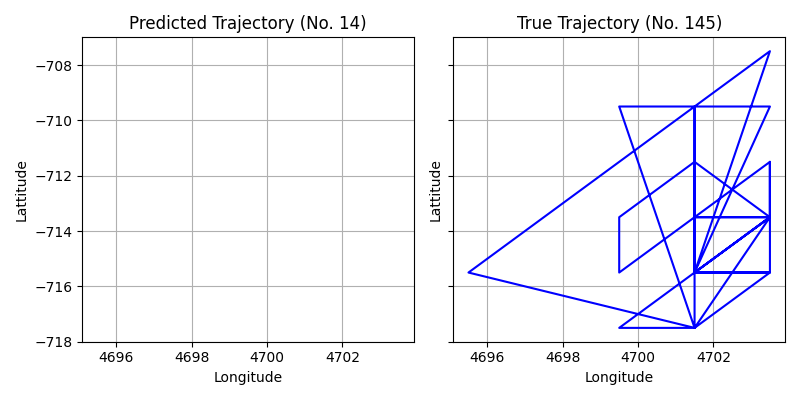 Predicted Trajectory (No. 14)
True Trajectory (No. 145)
−708
−710
−712
−714
−716
−718
Lattitude
Lattitude
4696 4698 4700 4702
4696 4698 4700 4702
Longitude
Longitude